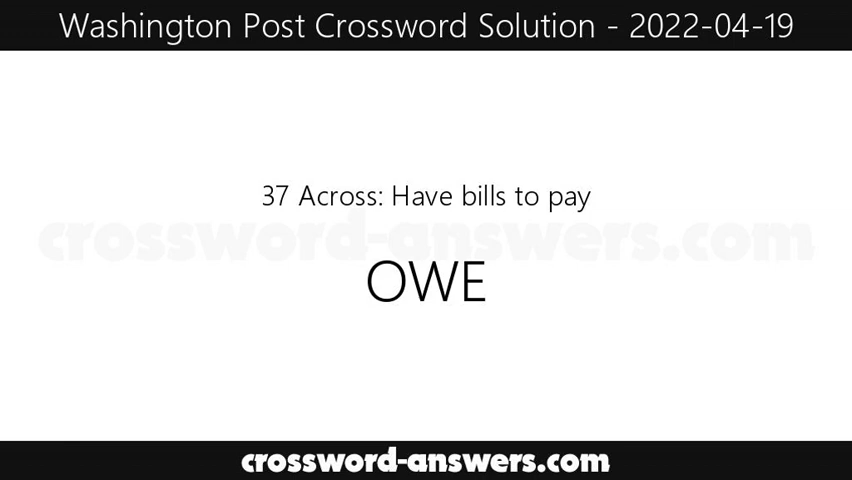 Washington Post Crossword Solution - 2022-04-19
37 Across: Have bills to pay
crossword-answers.com
OWE
crossword-answers.com